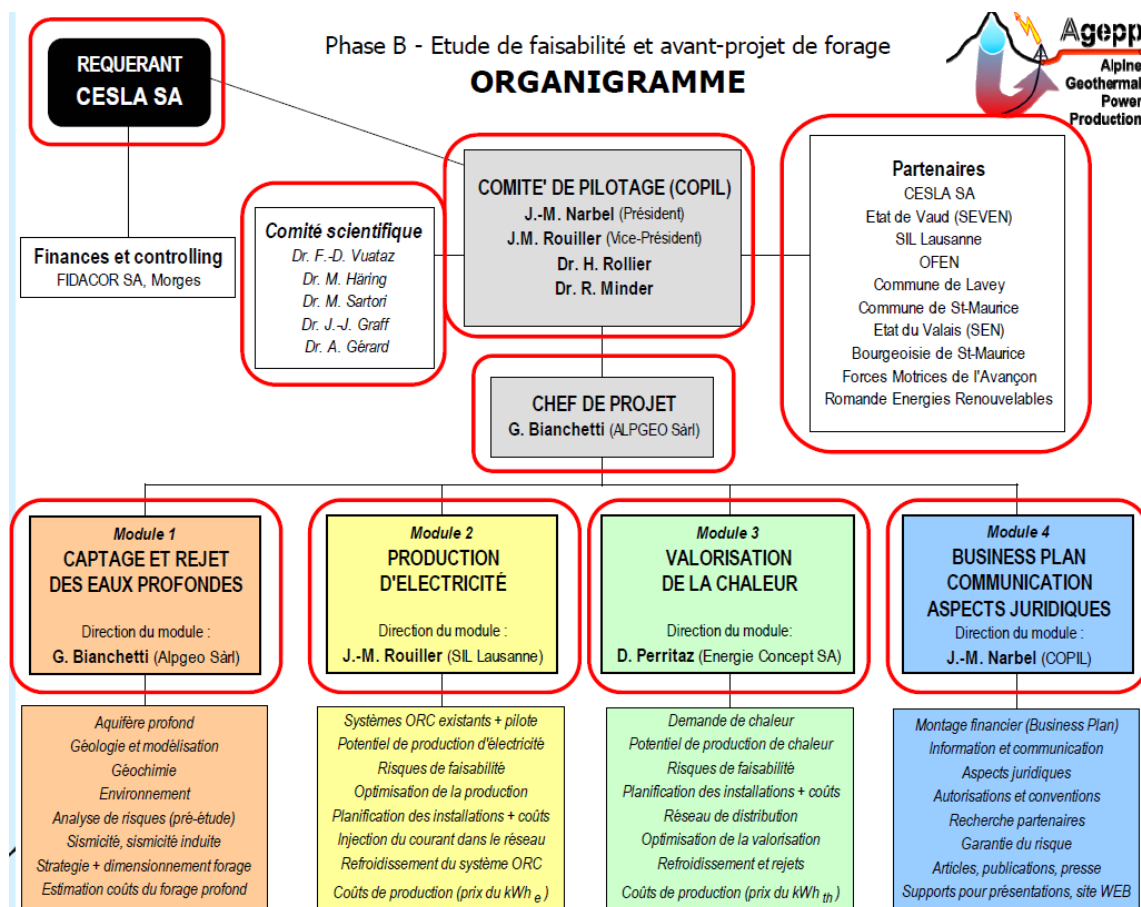 Phase B - Etude de faisabilité et avant-projet de forage
ORGANIGRAMME
Agepp
Alpine
Geothermal
Power
Production
REQUERANT
CESLA SA
Finances et controlling
FIDACOR SA, Morges
Comité scientifique
Dr. F.-D. Vuataz
Dr. M. Häring
Dr. M. Sartori
Dr. J.-J. Graff
Dr. A. Gérard
COMITE' DE PILOTAGE (COPIL)
J.-M. Narbel (Président)
J.M. Rouiller (Vice-Président)
Dr. H. Rollier
Dr. R. Minder
Partenaires
CESLA SA
Etat de Vaud (SEVEN)
SIL Lausanne
OFEN
Commune de Lavey
Commune de St-Maurice
Etat du Valais (SEN)
Bourgeoisie de St-Maurice
Forces Motrices de l'Avançon
Romande Energies Renouvelables
CHEF DE PROJET
G. Bianchetti (ALPGEO Sàrl)
Module 1
CAPTAGE ET REJET
DES EAUX PROFONDES
Direction du module :
G. Bianchetti (Alpgeo Sàrl)
Aquifère profond
Géologie et modélisation
Géochimie
Environnement
Analyse de risques (pré-étude)
Sismicité, sismicité induite
Strategie + dimensionnement forage
Estimation coûts du forage profond
Module 2
PRODUCTION
D'ELECTRICITÉ
Direction du module :
J.-M. Rouiller (SIL Lausanne)
Systèmes ORC existants + pilote
Potentiel de production d'électricité
Risques de faisabilité
Optimisation de la production
Planification des installations + coûts
Injection du courant dans le réseau
Refroidissement du système ORC
Coûts de production (prix du kWh e )
Module 3
VALORISATION
DE LA CHALEUR
Direction du module:
D. Perritaz (Energie Concept SA)
Demande de chaleur
Potentiel de production de chaleur
Risques de faisabilité
Planification des installations + coûts
Réseau de distribution
Optimisation de la valorisation
Refroidissement et rejets
Coûts de production (prix du kWh th )
Module 4
BUSINESS PLAN
COMMUNICATION
ASPECTS JURIDIQUES
Direction du module :
J.-M. Narbel (COPIL)
Montage financier (Business Plan)
Information et communication
Aspects juridiques
Autorisations et conventions
Recherche partenaires
Garantie du risque
Articles, publications, presse
Supports pour présentations, site WEB